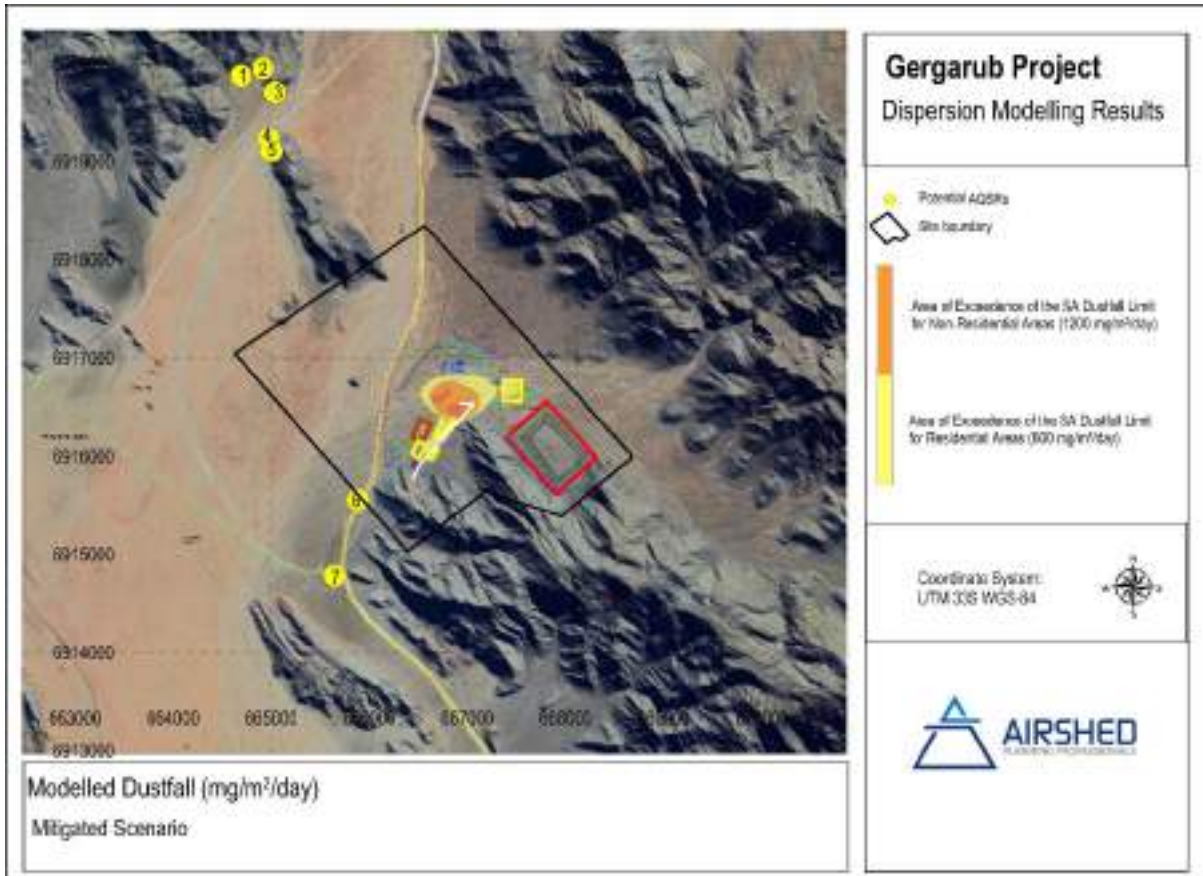 1
2
3
4
5
6919000
6918000
6917000
6916000
6
6915000
7
6914000
663000 664000 665000 667000 668000
6913000
Modelled Dustfall (mg/m²/day)
Mitigated Scenario
Gergarub Project
Dispersion Modelling Results
Potential AQSRs
Site boundary
Area of Exceedance of the SA Dustfall Limit
for Non-Residential Areas (1200 mg/m²/day)
Area of Exceedance of the SA Dustfall Limit
for Residential Areas (600 mg/m²/day)
Coordinate System:
UTM 33S WGS-84
AIRSHED
PLANNING PROFESSIONALS